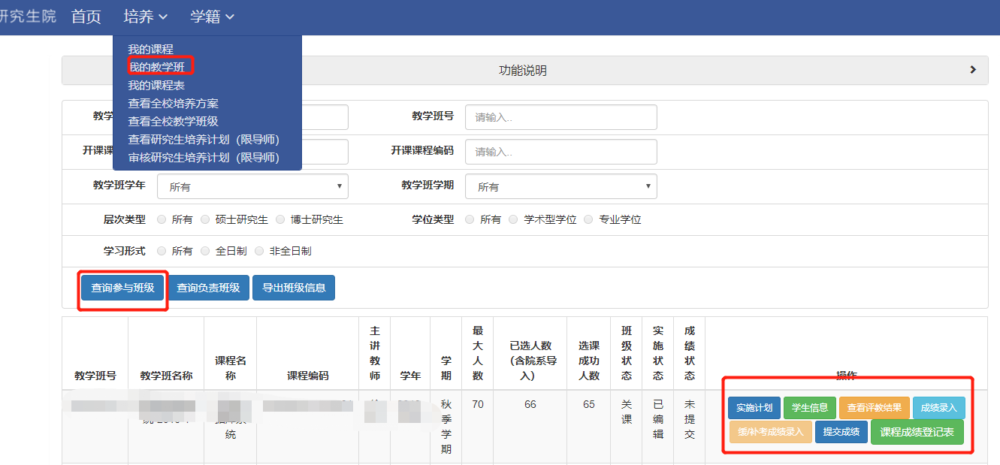 研究生院 首页 培养 学籍
我的课程
我的教学班
我的课程表
查看全校培养方案
查看全校教学班级
查看研究生培养计划（限导师）
审核研究生培养计划（限导师）
功能说明
教学 教学班号 请输入..
开课课 开课课程编码 请输入..
教学班学年 所有 教学班学期 所有
层次类型 所有 硕士研究生 博士研究生 学位类型 所有 学术型学位 专业学位
学习形式 所有 全日制 非全日制
查询参与班级 查询负责班级 导出班级信息
教学班号 教学班名称 课程名称 课程编码 主讲教师 学年 学期 最大人数 已选人数（含院系导入） 选课成功人数 班级状态 实施状态 成绩状态 操作
统 秋季学期 70 66 65 关课 已编辑 未提交
实施计划 学生信息 查看评教结果 成绩录入
缓/补考成绩录入 提交成绩 课程成绩登记表